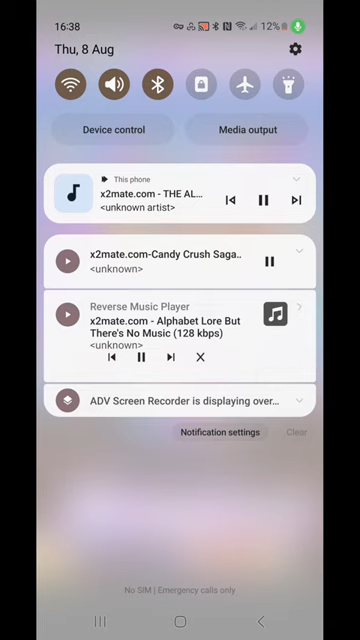 16:38
12%
Thu, 8 Aug
Device control
Media output
This phone
x2mate.com - THE AL...
<unknown artist>
x2mate.com-Candy Crush Saga..
<unknown>
Reverse Music Player
x2mate.com - Alphabet Lore But
There's No Music (128 kbps)
<unknown>
ADV Screen Recorder is displaying over...
Notification settings
Clear
No SIM | Emergency calls only